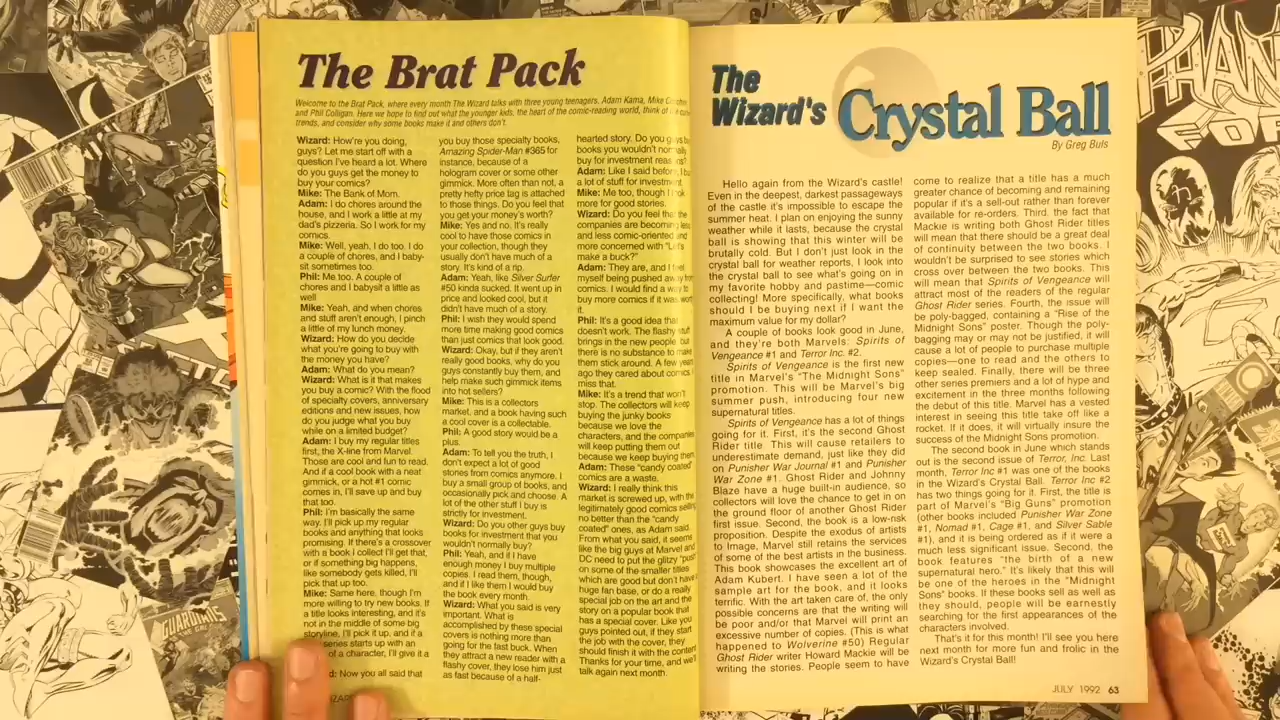 The Brat Pack
Welcome to the Brat Pack, where every month The Wizard talks with three young teenagers. Adam Kama, Mike
and Phil Colligan. Here we hope to find out what the younger kids, the heart of the comic-reading world, think of
trends, and consider why some books make it and others don't.
Wizard: How're you doing,
guys? Let me start off with a
question I've heard a lot. Where
do you guys get the money to
buy your comics?
Mike: The Bank of Mom.
Adam: I do chores around the
house, and I work a little at my
dad's pizzeria. So I work for my
comics.
Mike: Well, yeah, I do too. I do
a couple of chores, and I baby-
sit sometimes too.
Phil: Me too. A couple of
chores and I babysit a little as
well
Mike: Yeah, and when chores
and stuff aren't enough, I pinch
a little of my lunch money.
Wizard: How do you decide
what you're going to buy with
the money you have?
Adam: What do you mean?
Wizard: What is it that makes
you buy a comic? With the flood
of specialty covers, anniversary
editions and new issues, how
do you judge what you buy
while on a limited budget?
Adam: I buy my regular titles
first, the X-line from Marvel.
Those are cool and fun to read.
And if a cool book with a neat
gimmick, or a hot #1 comic
comes in, I'll save up and buy
that too.
Phil: I'm basically the same
way. I'll pick up my regular
books and anything that looks
promising. If there's a crossover
with a book I collect I'll get that,
or if something big happens,
like somebody gets killed, I'll
pick that up too.
Mike: Same here, though I'm
more willing to try new books. If
a title looks interesting, and it's
not in the middle of some big
storyline, I'll pick it up, and if a
series starts up with an
of a character, I'll give it a
Now you all said that
you buy those specialty books,
Amazing Spider-Man #365 for
instance, because of a
hologram cover or some other
gimmick. More often than not, a
pretty hefty price tag is attached
to those things. Do you feel that
you get your money's worth?
Mike: Yes and no. It's really
cool to have those comics in
your collection, though they
usually don't have much of a
story. It's kind of a rip.
Adam: Yeah, like Silver Surfer
#50 kinda sucked. It went up in
price and looked cool, but it
didn't have much of a story.
Phil: I wish they would spend
more time making good comics
than just comics that look good.
Wizard: Okay, but if they aren't
really good books, why do you
guys constantly buy them, and
help make such gimmick items
into hot sellers?
Mike: This is a collectors
market, and a book having such
a cool cover is a collectable.
Phil: A good story would be a
plus.
Adam: To tell you the truth, I
don't expect a lot of good
stories from comics anymore. I
buy a small group of books, and
occasionally pick and choose. A
lot of the other stuff I buy is
strictly for investment.
Wizard: Do you other guys buy
books for investment that you
wouldn't normally buy?
Phil: Yeah, and if I have
enough money I buy multiple
copies. I read them, though,
and if I like them I would buy
the book every month.
Wizard: What you said is very
important. What is
accomplished by these special
covers is nothing more than
going for the fast buck. When
they attract a new reader with a
flashy cover, they lose him just
as fast because of a half-
hearted story. Do you guys buy
books you wouldn't normally
buy for investment reasons?
Adam: Like I said before, I buy
a lot of stuff for investment.
Mike: Me too, though I look
more for good stories.
Wizard: Do you feel that the
companies are becoming less
and less comic-oriented and
more concerned with "Let's
make a buck?"
Adam: They are, and I feel
myself being pushed away from
comics. I would find a way to
buy more comics if it was worth
it.
Phil: It's a good idea that
doesn't work. The flashy stuff
brings in the new people, but
there is no substance to make
them stick around. A few years
ago they cared about comics. I
miss that.
Mike: It's a trend that won't
stop. The collectors will keep
buying the junky books
because we love the
characters, and the companies
will keep putting them out
because we keep buying them.
Adam: These "candy coated"
comics are a waste.
Wizard: I really think this
market is screwed up, with the
legitimately good comics selling
no better than the "candy
coated" ones, as Adam said.
From what you said, it seems
like the big guys at Marvel and
DC need to put the glitzy "push"
on some of the smaller titles
which are good but don't have a
huge fan base, or do a really
special job on the art and the
story on a popular book that
has a special cover. Like you
guys pointed out, if they start
the job with the cover, they
should finish it with the content.
Thanks for your time, and we'll
talk again next month.
The
Wizard's
Crystal Ball
By Greg Buls
Hello again from the Wizard's castle!
Even in the deepest, darkest passageways
of the castle it's impossible to escape the
summer heat. I plan on enjoying the sunny
weather while it lasts, because the crystal
ball is showing that this winter will be
brutally cold. But I don't just look in the
crystal ball for weather reports, I look into
the crystal ball to see what's going on in
my favorite hobby and pastime—comic
collecting! More specifically, what books
should I be buying next if I want the
maximum value for my dollar?
A couple of books look good in June,
and they're both Marvels: Spirits of
Vengeance #1 and Terror Inc. #2.
Spirits of Vengeance is the first new
title in Marvel's "The Midnight Sons"
promotion. This will be Marvel's big
summer push, introducing four new
supernatural titles.
Spirits of Vengeance has a lot of things
going for it. First, it's the second Ghost
Rider title. This will cause retailers to
underestimate demand, just like they did
on Punisher War Journal #1 and Punisher
War Zone #1. Ghost Rider and Johnny
Blaze have a huge built-in audience, so
collectors will love the chance to get in on
the ground floor of another Ghost Rider
first issue. Second, the book is a low-risk
proposition. Despite the exodus of artists
to Image, Marvel still retains the services
of some of the best artists in the business.
This book showcases the excellent art of
Adam Kubert. I have seen a lot of the
sample art for the book, and it looks
terrific. With the art taken care of, the only
possible concerns are that the writing will
be poor and/or that Marvel will print an
excessive number of copies. (This is what
happened to Wolverine #50) Regular
Ghost Rider writer Howard Mackie will be
writing the stories. People seem to have
come to realize that a title has a much
greater chance of becoming and remaining
popular if it's a sell-out rather than forever
available for re-orders. Third, the fact that
Mackie is writing both Ghost Rider titles
will mean that there should be a great deal
of continuity between the two books. I
wouldn't be surprised to see stories which
cross over between the two books. This
will mean that Spirits of Vengeance will
attract most of the readers of the regular
Ghost Rider series. Fourth, the issue will
be poly-bagged, containing a "Rise of the
Midnight Sons" poster. Though the poly-
bagging may or may not be justified, it will
cause a lot of people to purchase multiple
copies—one to read and the others to
keep sealed. Finally, there will be three
other series premiers and a lot of hype and
excitement in the three months following
the debut of this title. Marvel has a vested
interest in seeing this title take off like a
rocket. If it does, it will virtually insure the
success of the Midnight Sons promotion.
The second book in June which stands
out is the second issue of Terror, Inc. Last
month, Terror Inc #1 was one of the books
in the Wizard's Crystal Ball. Terror Inc #2
has two things going for it. First, the title is
part of Marvel's "Big Guns" promotion
(other books included Punisher War Zone
#1, Nomad #1, Cage #1, and Silver Sable
#1), and it is being ordered as if it were a
much less significant issue. Second, the
book features "the birth of a new
supernatural hero." It's likely that this will
be one of the heroes in the "Midnight
Sons" books. If these books sell as well as
they should, people will be earnestly
searching for the first appearances of the
characters involved.
That's it for this month! I'll see you here
next month for more fun and frolic in the
Wizard's Crystal Ball!
JULY 1992 63
GUARDIANS